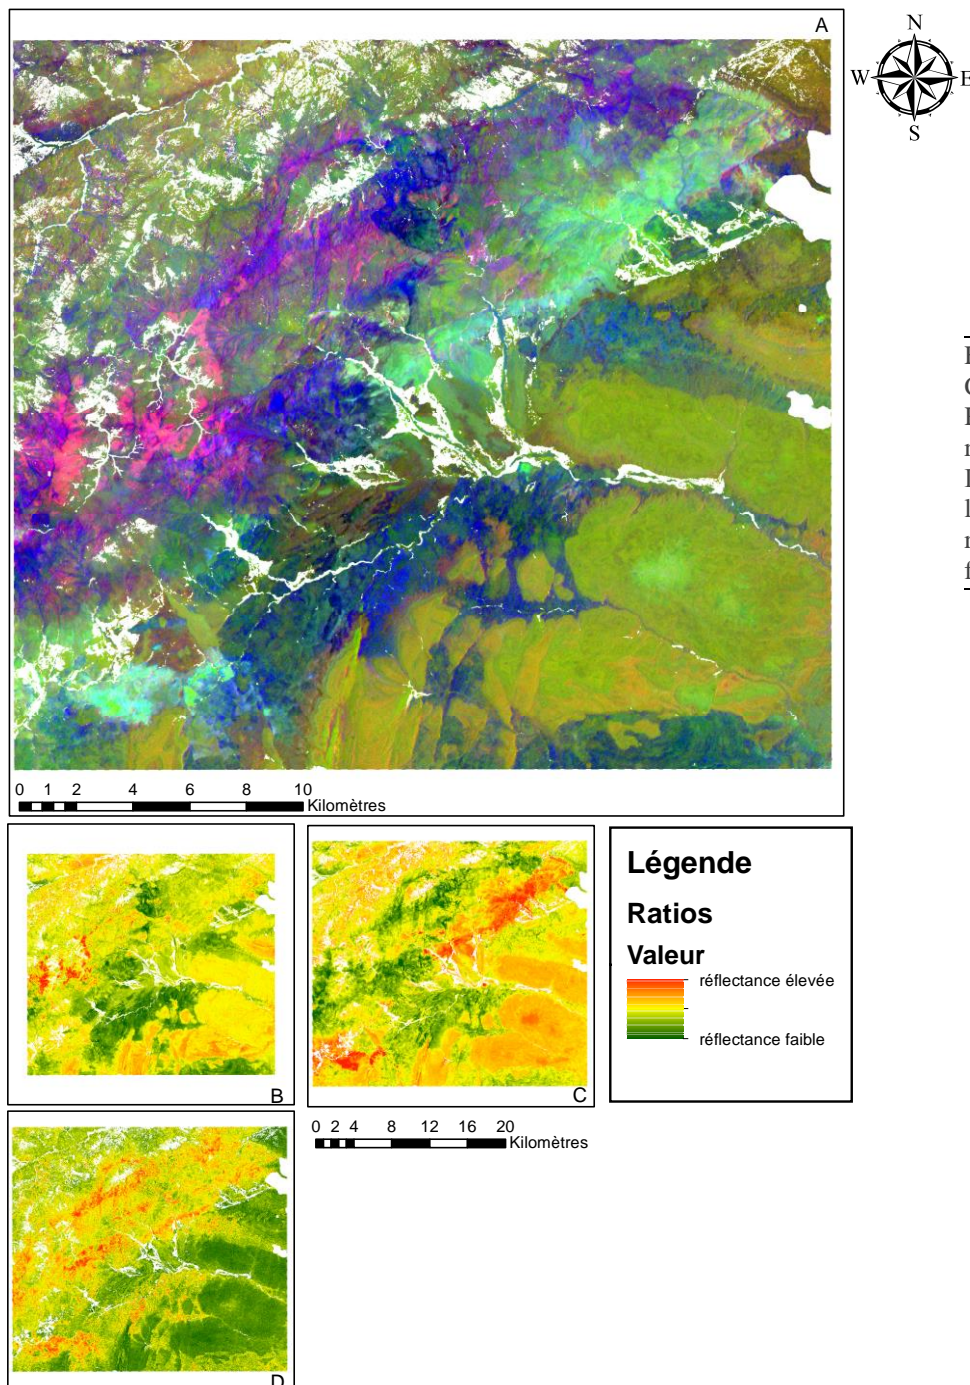 A
N
W E
S
0 1 2 4 6 8 10
Kilomètres
B
C
Légende
Ratios
Valeur
réflectance élevée
réflectance faible
0 2 4 8 12 16 20
Kilomètres
D